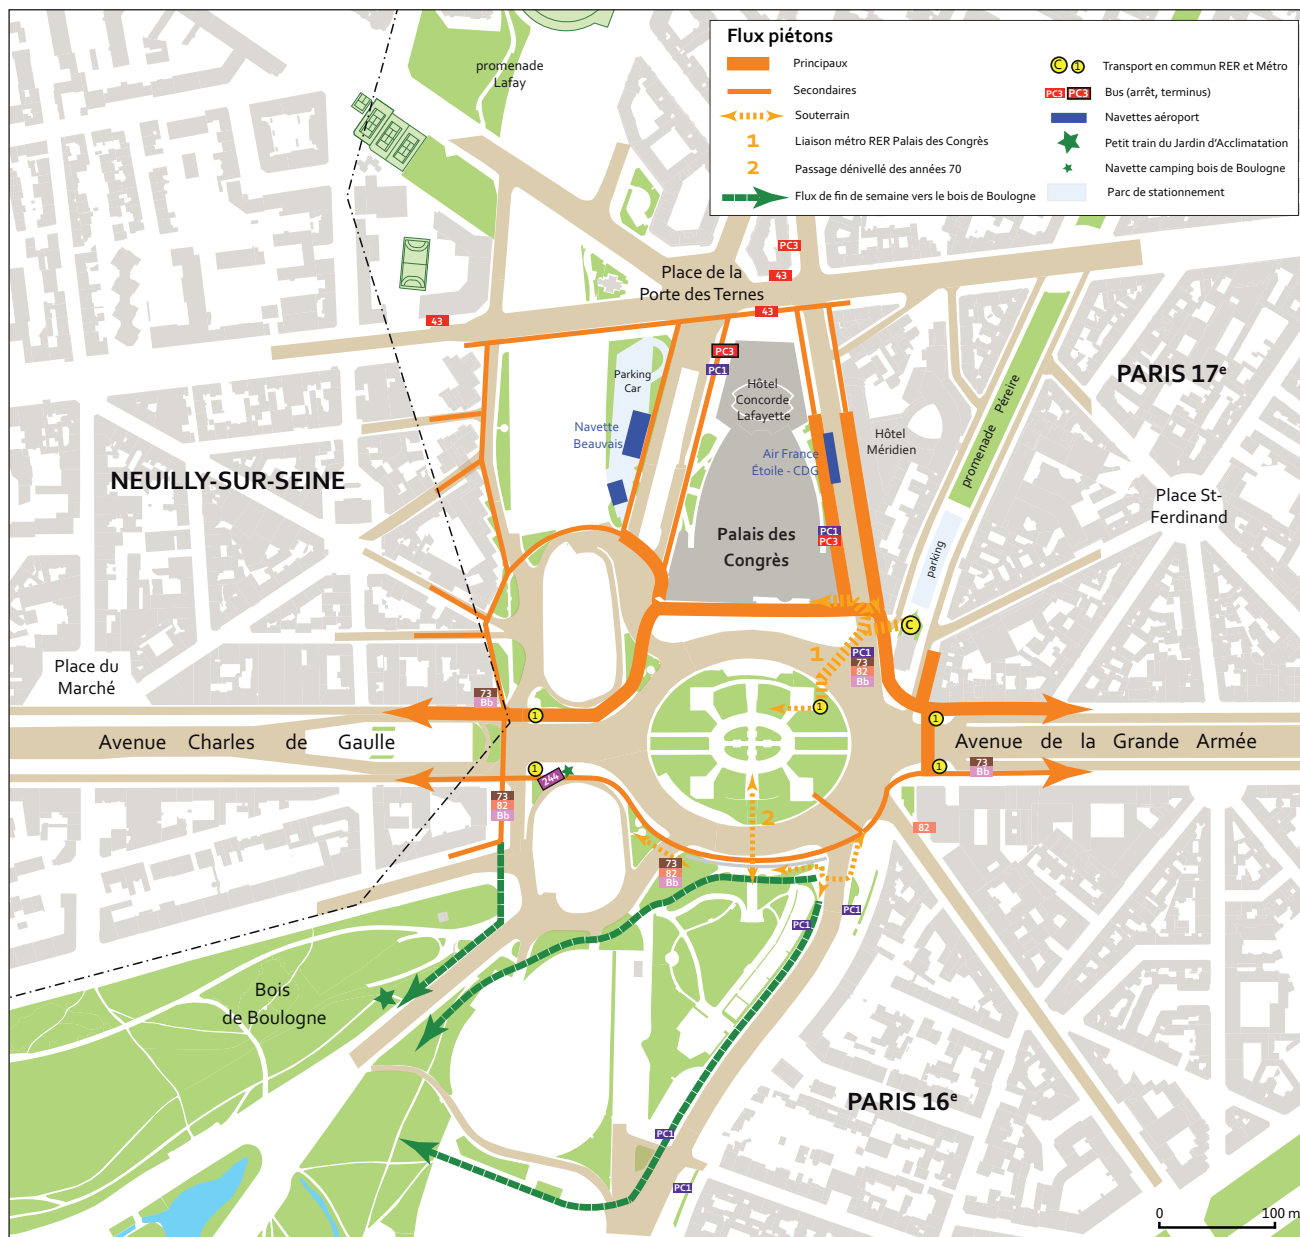 Flux piétons
Principaux
Secondaires
Souterrain
1 Liaison métro RER Palais des Congrès
2 Passage dénivellé des années 70
Flux de fin de semaine vers le bois de Boulogne
C 1 Transport en commun RER et Métro
PC3 PC3 Bus (arrêt, terminus)
Navettes aéroport
Petit train du Jardin d'Acclimatation
Navette camping bois de Boulogne
Parc de stationnement
promenade
Lafay
PC3
43
Place de la
Porte des Ternes
43
43
PC3
PC1
Parking
Car
Hôtel
Concorde
Lafayette
PARIS 17e
promenade Péreire
Navette
Beauvais
Air France
Étoile - CDG
Hôtel
Méridien
NEUILLY-SUR-SEINE
Place St-
Ferdinand
Palais des
Congrès
PC1
PC3
parking
C
1
PC1
73
82
Bb
Place du
Marché
73
Bb
1
1
1
Avenue Charles de Gaulle
Avenue de la Grande Armée
1
244
1
73
Bb
73
82
Bb
2
82
73
82
Bb
PC1
PC1
Bois
de Boulogne
PARIS 16e
PC1
PC1
0 100 m